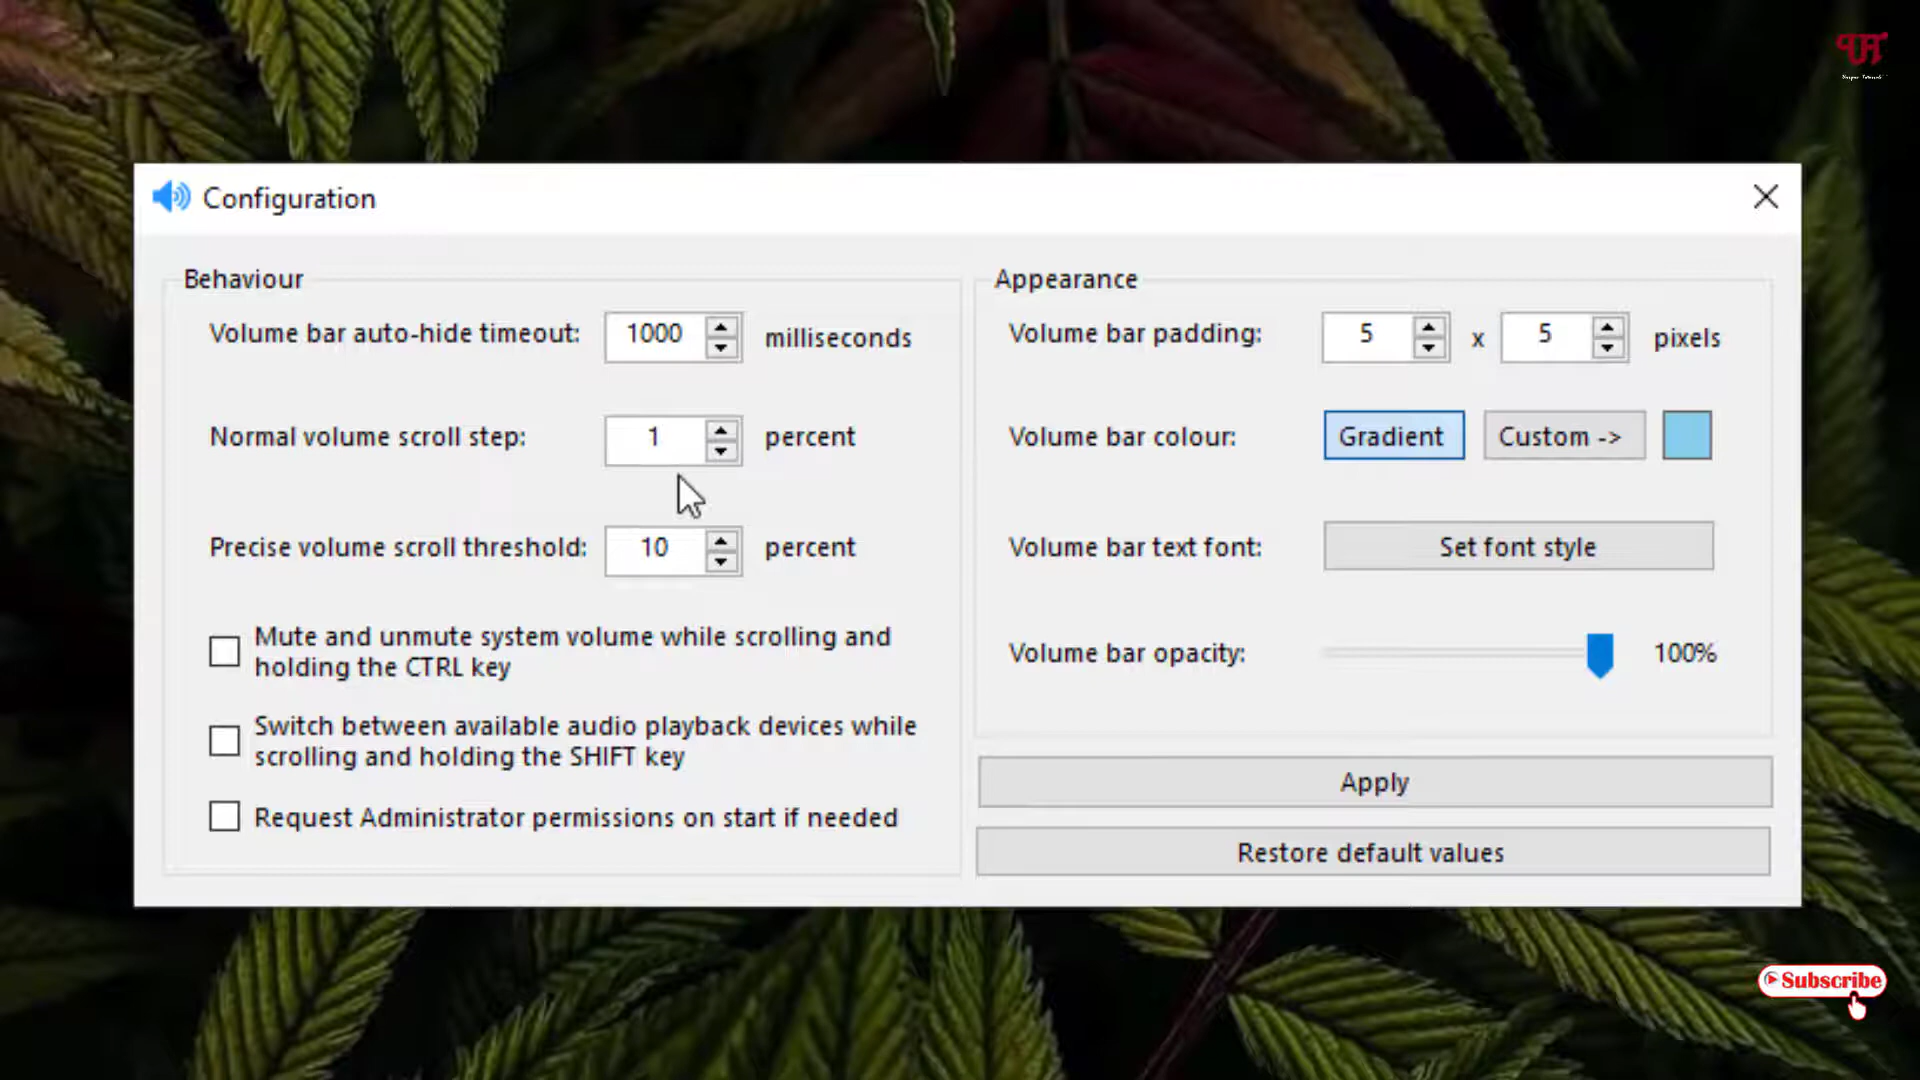 Configuration
Behaviour
Volume bar auto-hide timeout: 1000 milliseconds
Normal volume scroll step: 1 percent
Precise volume scroll threshold: 10 percent
Mute and unmute system volume while scrolling and
holding the CTRL key
Switch between available audio playback devices while
scrolling and holding the SHIFT key
Request Administrator permissions on start if needed
Appearance
Volume bar padding: 5 x 5 pixels
Volume bar colour: Gradient Custom ->
Volume bar text font: Set font style
Volume bar opacity: 100%
Apply
Restore default values
Subscribe